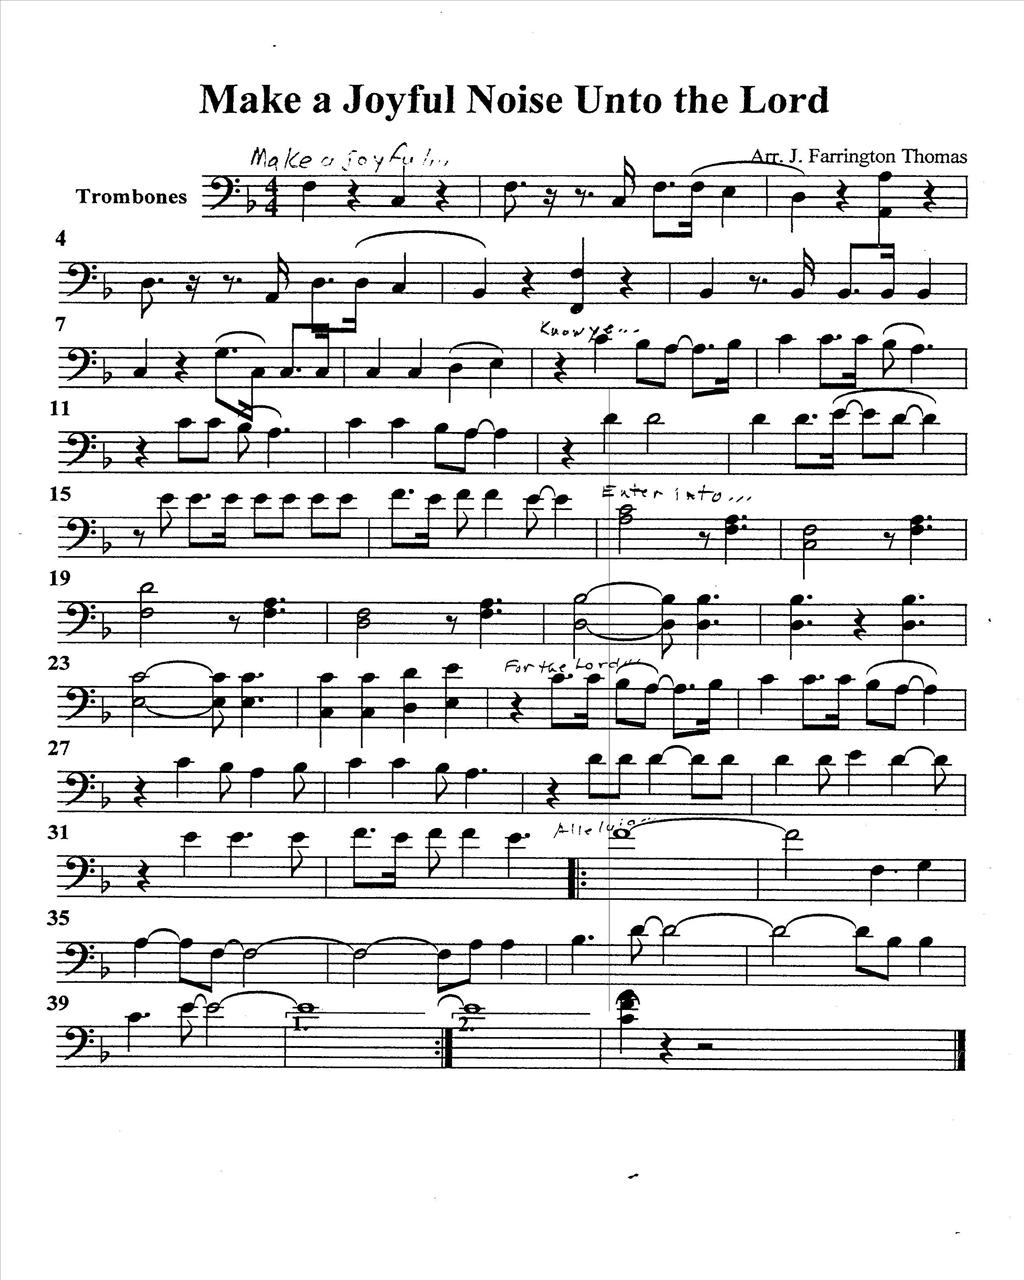 Make a Joyful Noise Unto the Lord
Make a joyful...
Arr. J. Farrington Thomas
Trombones
4
4
4
7
Know ye...
11
15
Enter into...
19
23
For the Lord...
27
31
Alleluia...
35
39
1.
2.